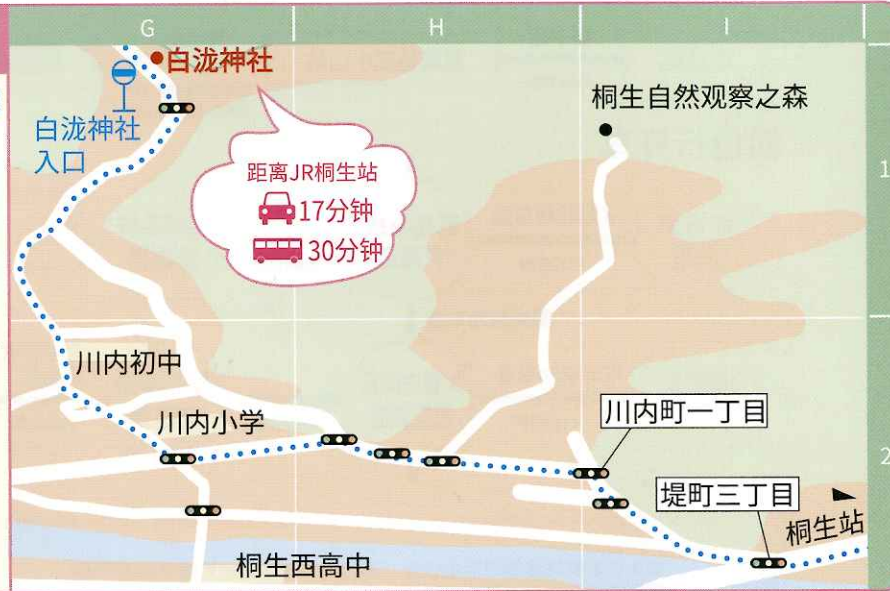 G
H
I
白泷神社
白泷神社
入口
距离JR桐生站
17分钟
30分钟
桐生自然观察之森
1
川内初中
川内小学
川内町一丁目
堤町三丁目
2
桐生站
桐生西高中